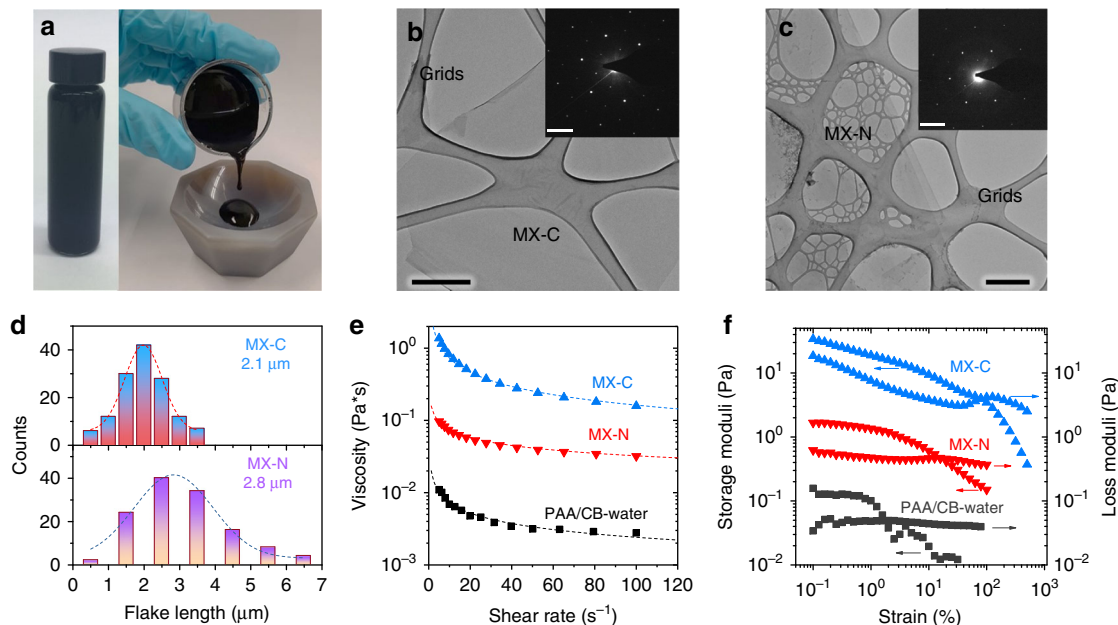 a
b
c
Grids
MX-C
MX-N
Grids
d
MX-C
2.1 μm
MX-N
2.8 μm
Counts
40
20
0
40
20
0
0 1 2 3 4 5 6 7
Flake length (μm)
e
MX-C
MX-N
PAA/CB-water
Viscosity (Pa*s)
10⁰
10⁻¹
10⁻²
10⁻³
0 20 40 60 80 100 120
Shear rate (s⁻¹)
f
MX-C
MX-N
PAA/CB-water
Storage moduli (Pa)
10¹
10⁰
10⁻¹
10⁻²
Loss moduli (Pa)
10¹
10⁰
10⁻¹
10⁻²
10⁻¹ 10⁰ 10¹ 10² 10³
Strain (%)